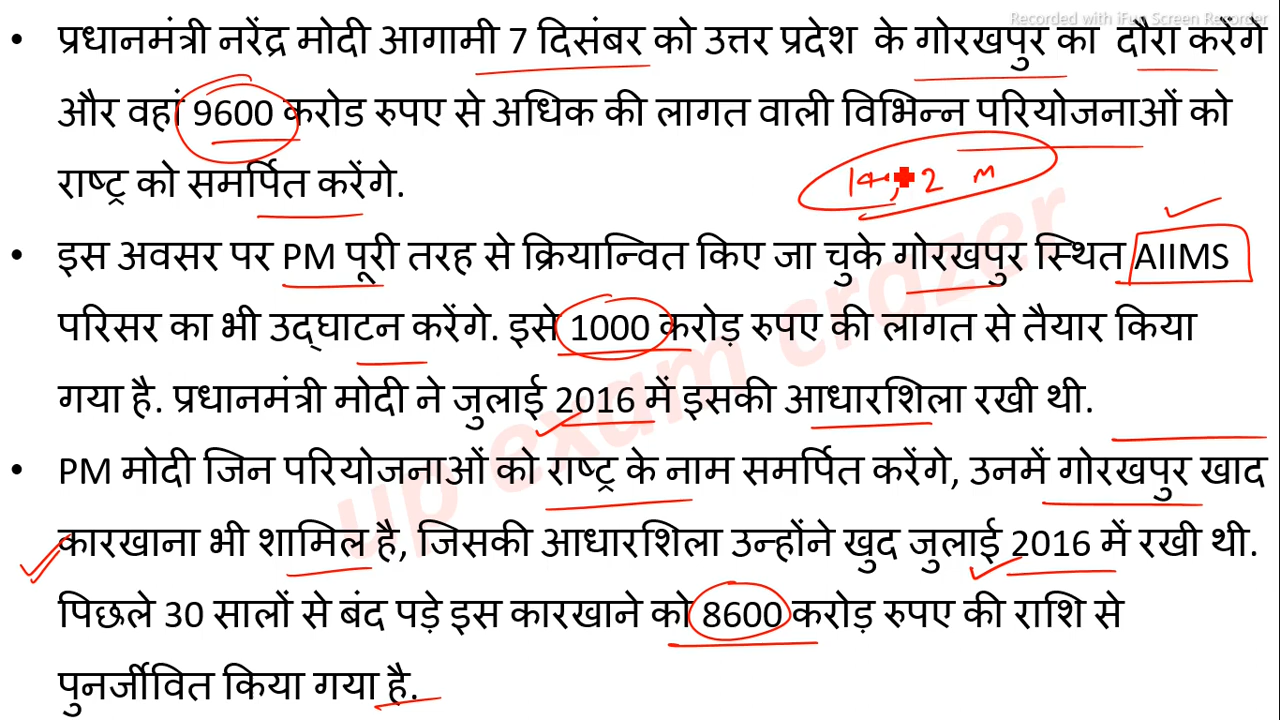 Recorded with iFun Screen Recorder
• प्रधानमंत्री नरेंद्र मोदी आगामी 7 दिसंबर को उत्तर प्रदेश के गोरखपुर का दौरा करेंगे
और वहां 9600 करोड रुपए से अधिक की लागत वाली विभिन्न परियोजनाओं को
राष्ट्र को समर्पित करेंगे.
• इस अवसर पर PM पूरी तरह से क्रियान्वित किए जा चुके गोरखपुर स्थित AIIMS
परिसर का भी उद्घाटन करेंगे. इसे 1000 करोड़ रुपए की लागत से तैयार किया
गया है. प्रधानमंत्री मोदी ने जुलाई 2016 में इसकी आधारशिला रखी थी.
• PM मोदी जिन परियोजनाओं को राष्ट्र के नाम समर्पित करेंगे, उनमें गोरखपुर खाद
कारखाना भी शामिल है, जिसकी आधारशिला उन्होंने खुद जुलाई 2016 में रखी थी.
पिछले 30 सालों से बंद पड़े इस कारखाने को 8600 करोड़ रुपए की राशि से
पुनर्जीवित किया गया है.
up exam crazer